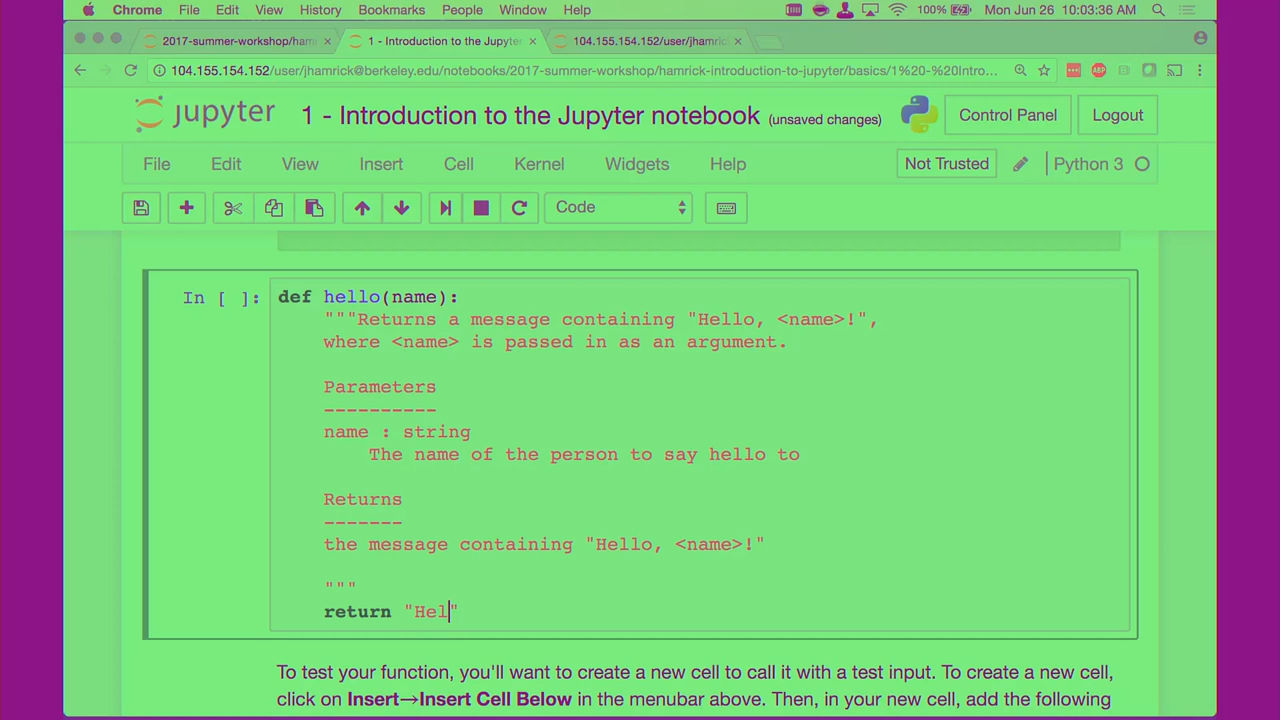 Chrome File Edit View History Bookmarks People Window Help 100% Mon Jun 26 10:03:36 AM
2017-summer-workshop/ham 1 - Introduction to the Jupyter 104.155.154.152/user/jhamric
104.155.154.152/user/jhamrick@berkeley.edu/notebooks/2017-summer-workshop/hamrick-introduction-to-jupyter/basics/1%20-%20Intro...
ABP
jupyter 1 - Introduction to the Jupyter notebook (unsaved changes) Control Panel Logout
File Edit View Insert Cell Kernel Widgets Help Not Trusted Python 3
Code
In [ ]: def hello(name):
"""Returns a message containing "Hello, <name>!",
where <name> is passed in as an argument.
Parameters
----------
name : string
The name of the person to say hello to
Returns
-------
the message containing "Hello, <name>!"
"""
return "Hel"
To test your function, you'll want to create a new cell to call it with a test input. To create a new cell,
click on Insert→Insert Cell Below in the menubar above. Then, in your new cell, add the following